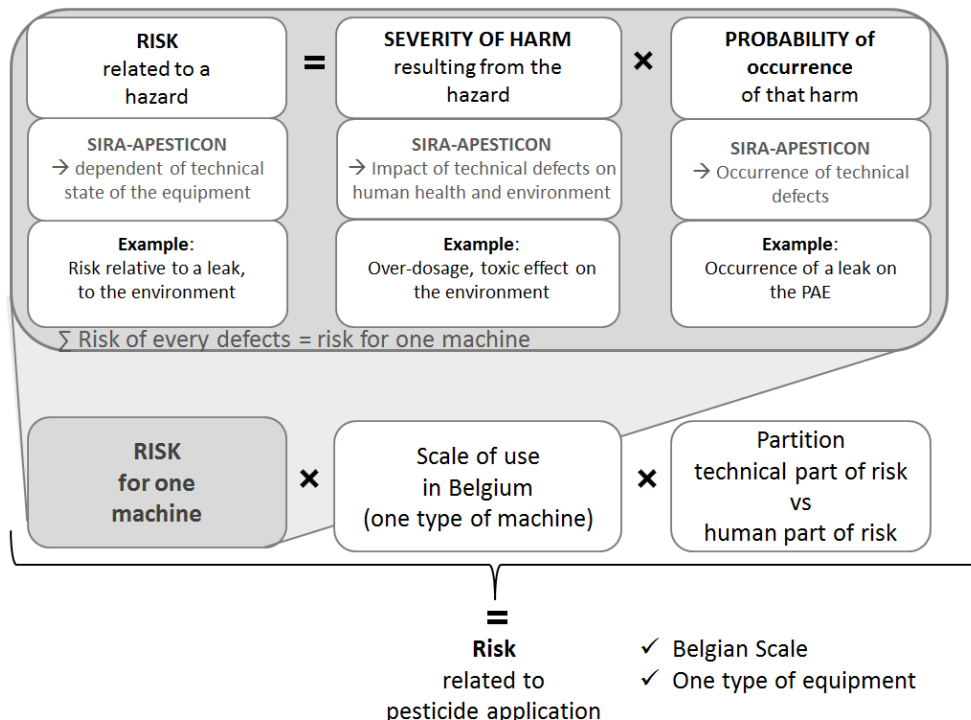 RISK
related to a
hazard
=
SEVERITY OF HARM
resulting from the
hazard
×
PROBABILITY of
occurrence
of that harm
SIRA-APESTICON
→ dependent of technical
state of the equipment
SIRA-APESTICON
→ Impact of technical defects on
human health and environment
SIRA-APESTICON
→ Occurrence of technical
defects
Example:
Risk relative to a leak,
to the environment
Example:
Over-dosage, toxic effect on
the environment
Example:
Occurrence of a leak on
the PAE
∑ Risk of every defects = risk for one machine
RISK
for one
machine
×
Scale of use
in Belgium
(one type of machine)
×
Partition
technical part of risk
vs
human part of risk
=
Risk
related to
pesticide application
✓ Belgian Scale
✓ One type of equipment